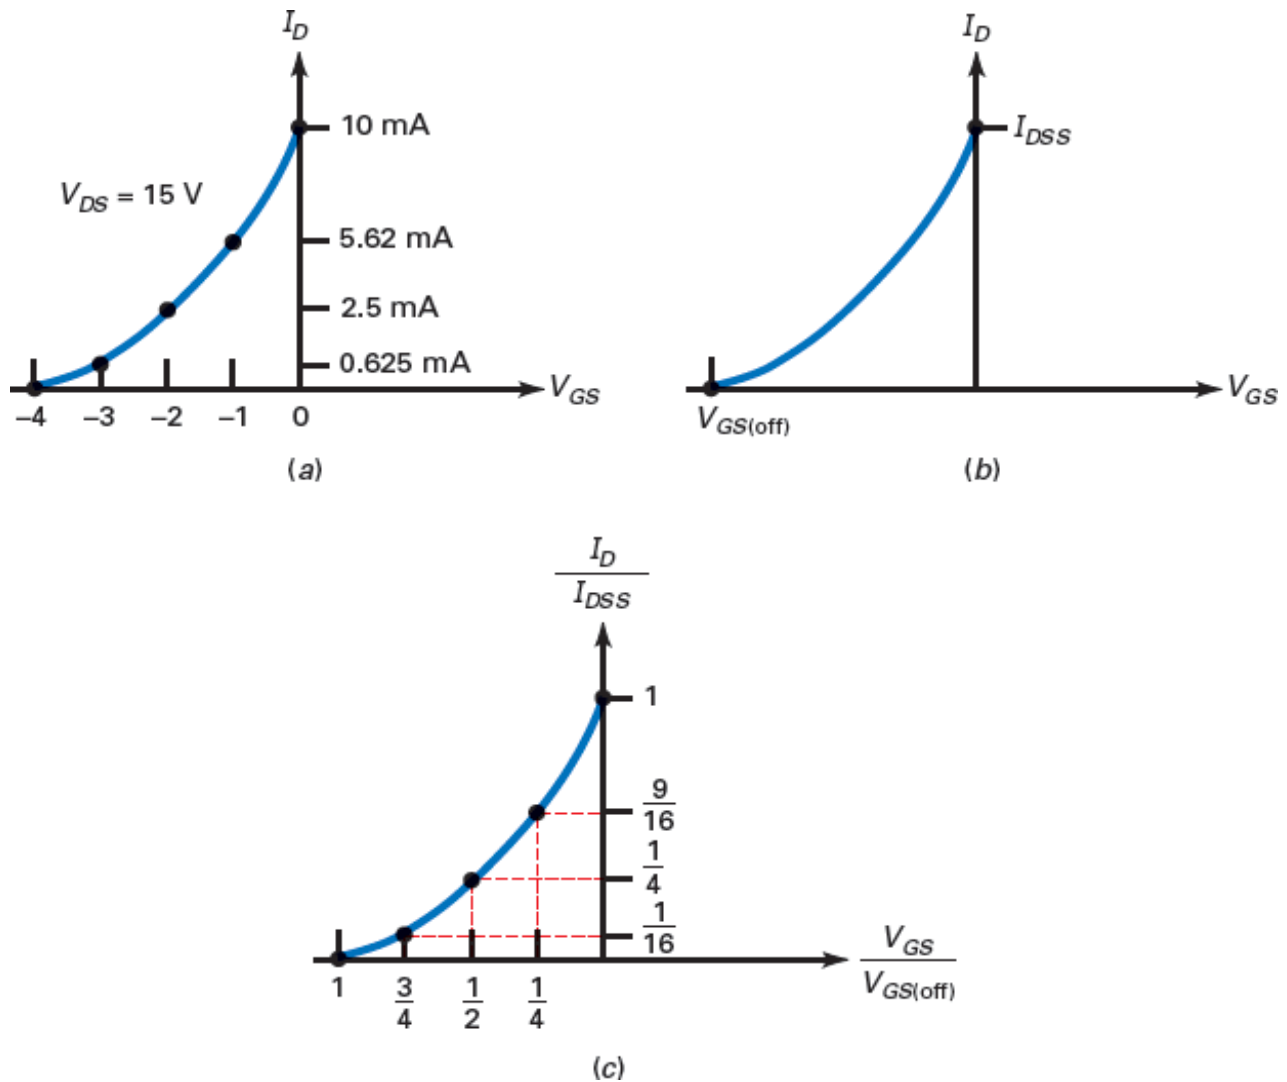 I_D
10 mA
V_DS = 15 V
5.62 mA
2.5 mA
0.625 mA
V_GS
–4 –3 –2 –1 0
(a)
I_D
I_DSS
V_GS
V_GS(off)
(b)
I_D
I_DSS
1
9
16
1
4
1
16
V_GS
V_GS(off)
1
3
4
1
2
1
4
(c)